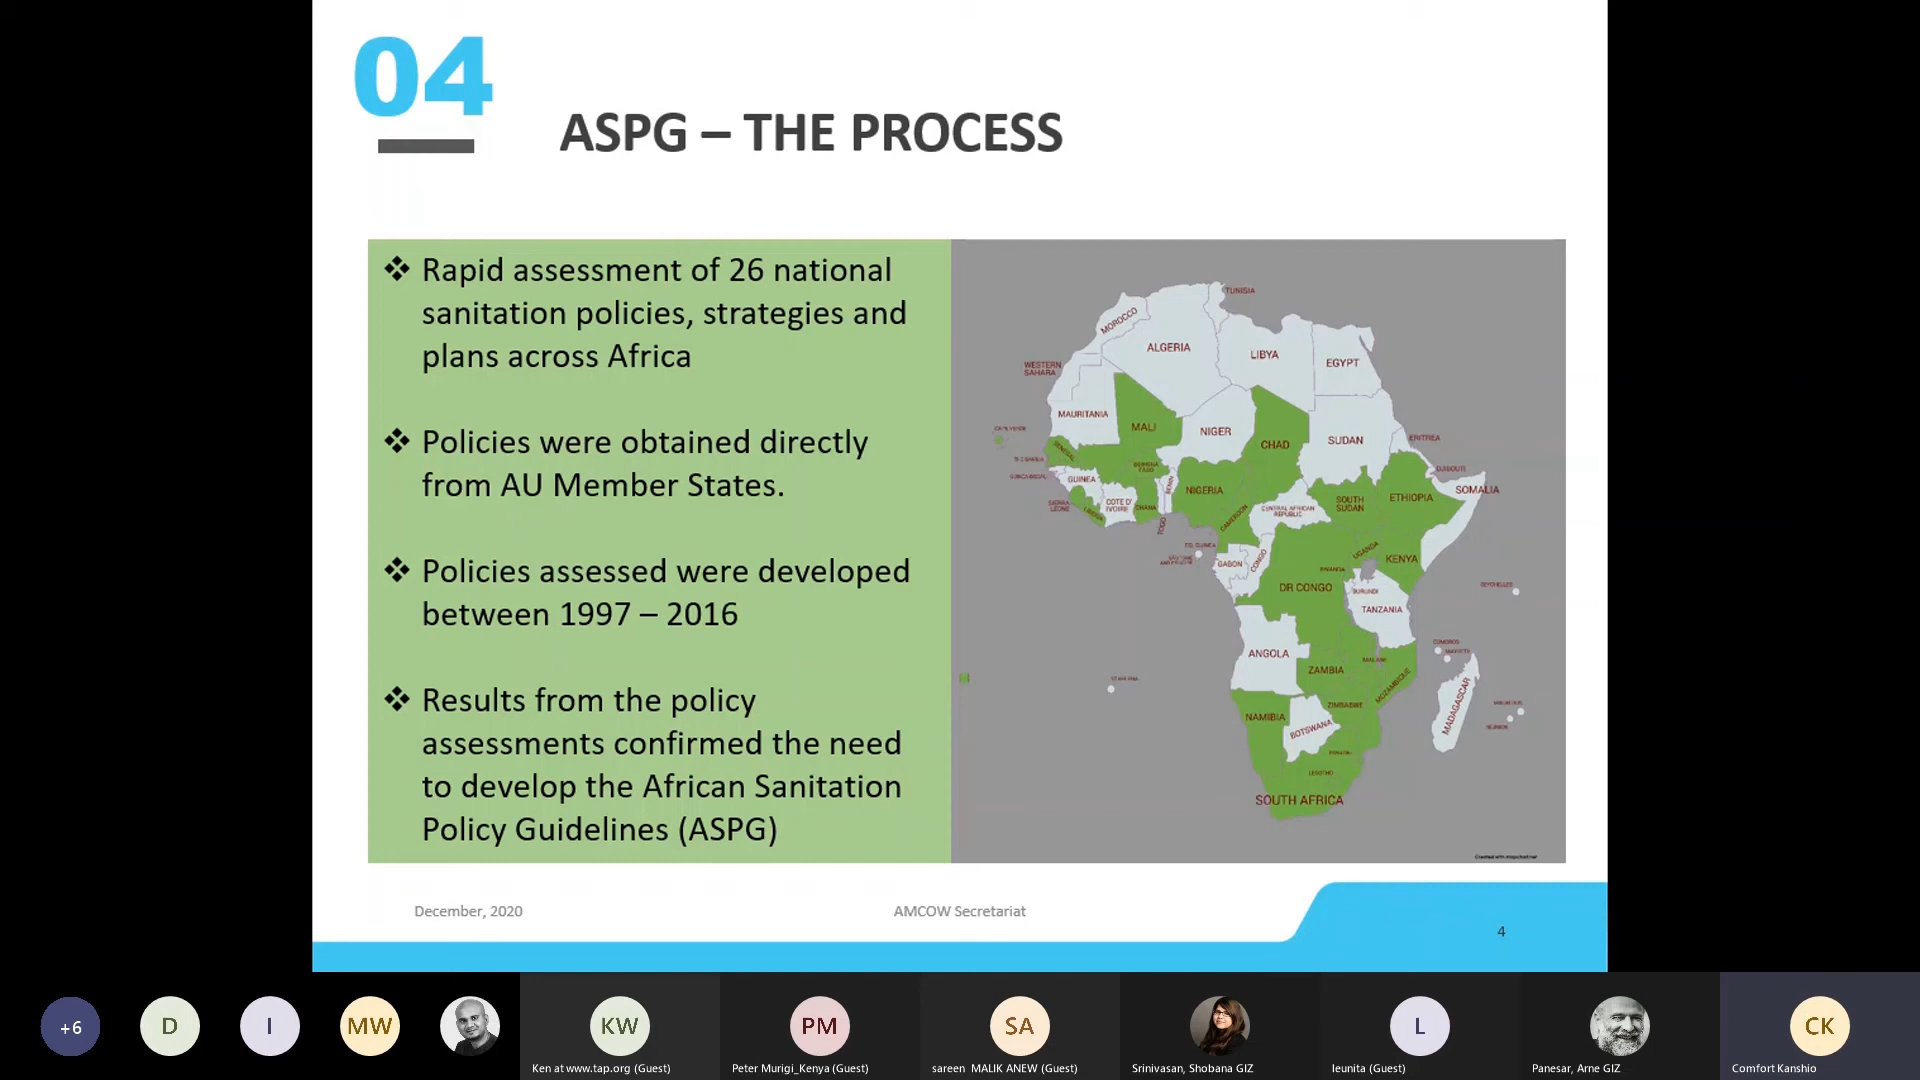 04
ASPG – THE PROCESS
❖ Rapid assessment of 26 national
sanitation policies, strategies and
plans across Africa
❖ Policies were obtained directly
from AU Member States.
❖ Policies assessed were developed
between 1997 – 2016
❖ Results from the policy
assessments confirmed the need
to develop the African Sanitation
Policy Guidelines (ASPG)
TUNISIA
MOROCCO
ALGERIA
LIBYA
EGYPT
WESTERN
SAHARA
MAURITANIA
MALI
NIGER
CHAD
SUDAN
ERITREA
CAPE VERDE
SENEGAL
THE GAMBIA
GUINEA-BISSAU
GUINEA
BURKINA
FASO
BENIN
NIGERIA
DJIBOUTI
SOMALIA
ETHIOPIA
SOUTH
SUDAN
CENTRAL AFRICAN
REPUBLIC
SIERRA
LEONE
LIBERIA
COTE D'
IVOIRE
GHANA
TOGO
CAMEROON
EQ. GUINEA
GABON
CONGO
UGANDA
KENYA
RWANDA
BURUNDI
DR CONGO
TANZANIA
SEYCHELLES
COMOROS
MAYOTTE
ANGOLA
ZAMBIA
MALAWI
MOZAMBIQUE
MADAGASCAR
ZIMBABWE
NAMIBIA
BOTSWANA
MAURITIUS
REUNION
LESOTHO
SOUTH AFRICA
Created with mapchart.net
December, 2020
AMCOW Secretariat
4
+6
D
I
MW
KW
PM
SA
L
CK
Ken at www.tap.org (Guest)
Peter Murigi_Kenya (Guest)
sareen MALIK ANEW (Guest)
Srinivasan, Shobana GIZ
leunita (Guest)
Panesar, Arne GIZ
Comfort Kanshio